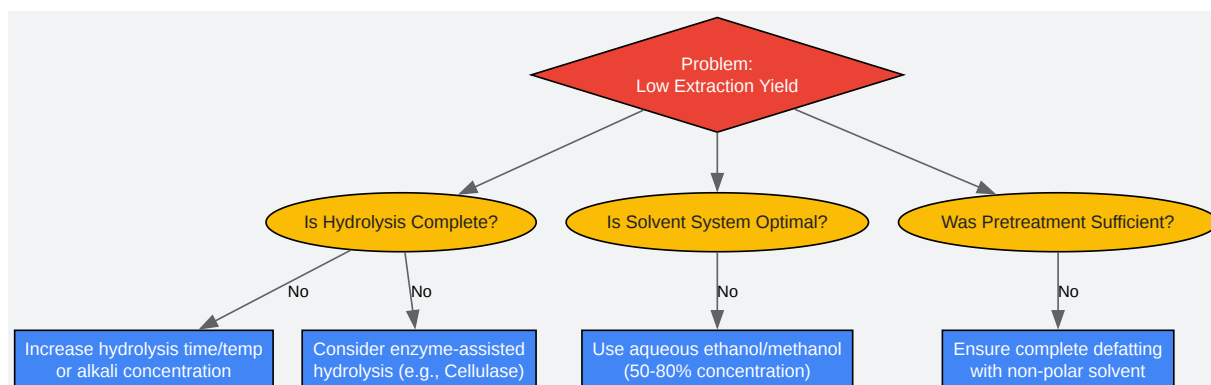 Problem:
Low Extraction Yield
Is Hydrolysis Complete?
Is Solvent System Optimal?
Was Pretreatment Sufficient?
No
No
No
No
Increase hydrolysis time/temp
or alkali concentration
Consider enzyme-assisted
hydrolysis (e.g., Cellulase)
Use aqueous ethanol/methanol
(50-80% concentration)
Ensure complete defatting
with non-polar solvent